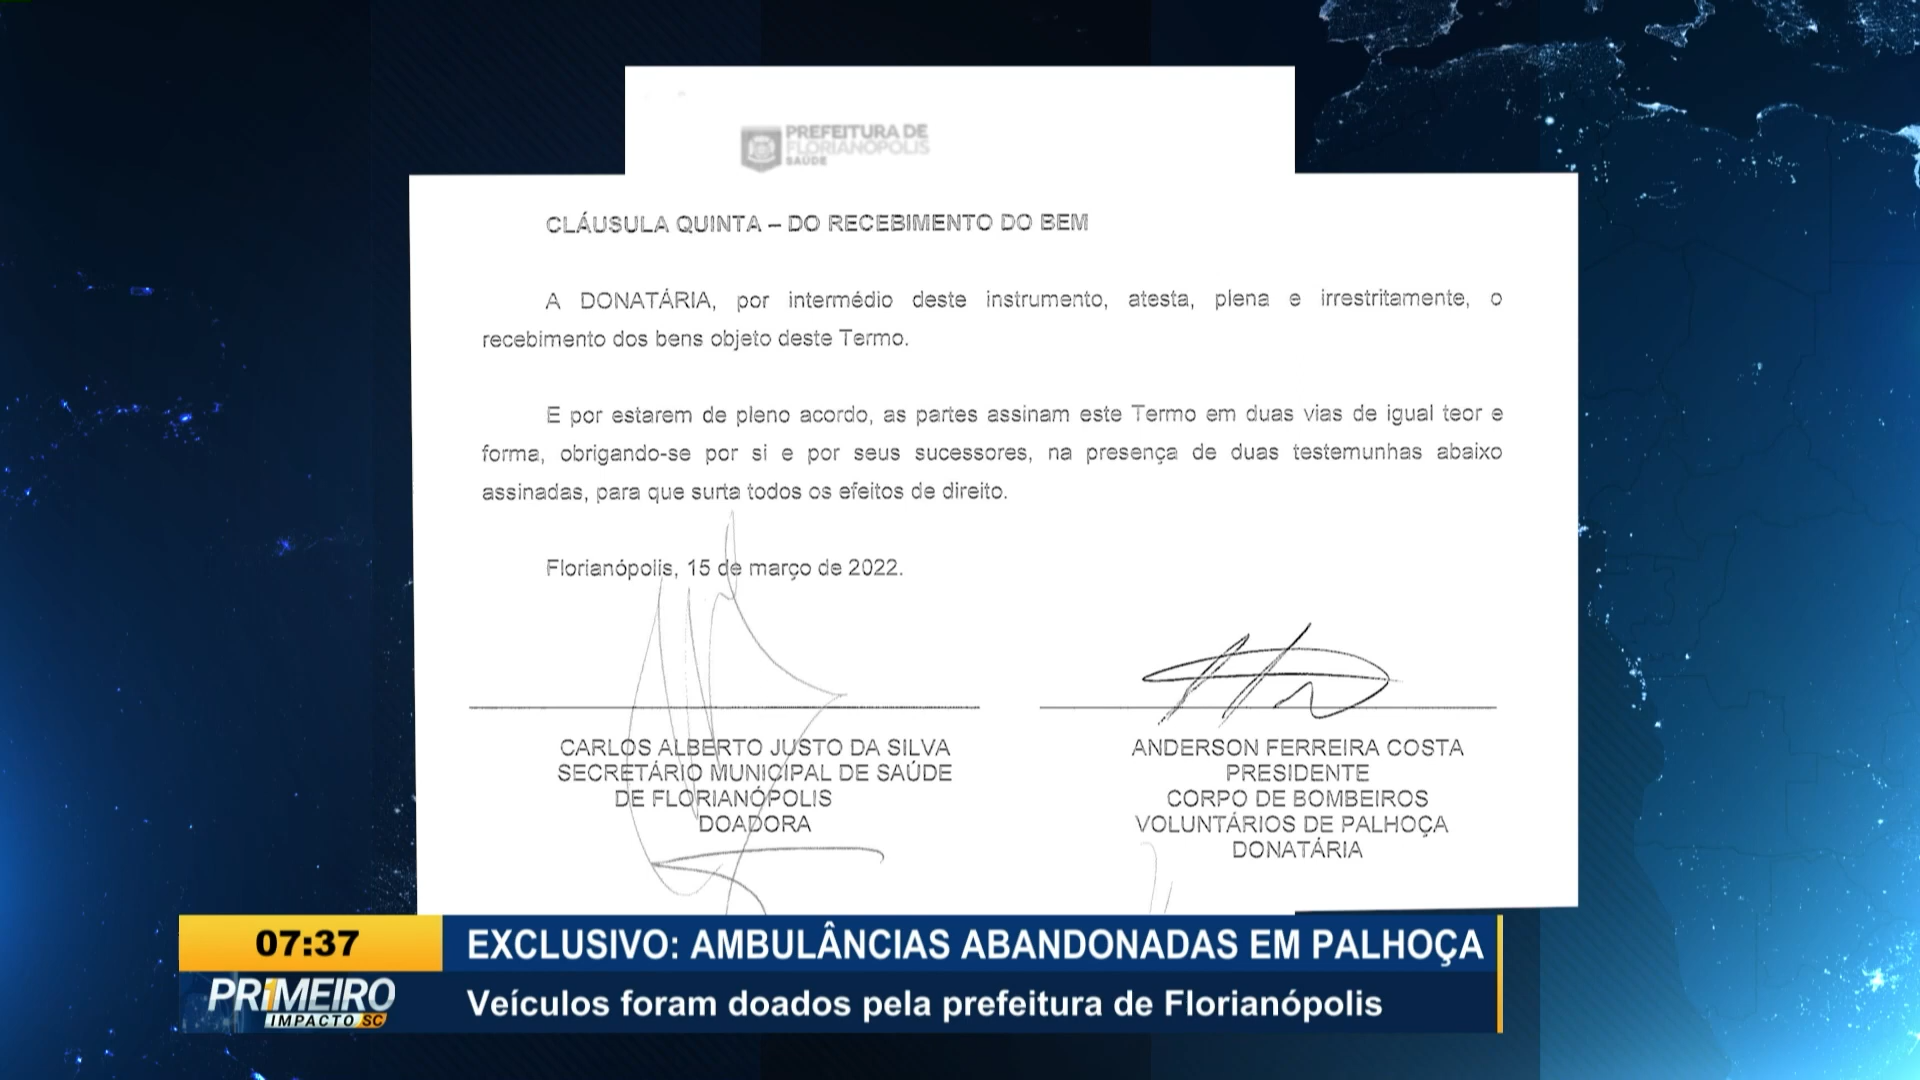 PREFEITURA DE
FLORIANÓPOLIS
SAÚDE
CLÁUSULA QUINTA – DO RECEBIMENTO DO BEM
A DONATÁRIA, por intermédio deste instrumento, atesta, plena e irrestritamente, o
recebimento dos bens objeto deste Termo.
E por estarem de pleno acordo, as partes assinam este Termo em duas vias de igual teor e
forma, obrigando-se por si e por seus sucessores, na presença de duas testemunhas abaixo
assinadas, para que surta todos os efeitos de direito.
Florianópolis, 15 de março de 2022.
CARLOS ALBERTO JUSTO DA SILVA
SECRETÁRIO MUNICIPAL DE SAÚDE
DE FLORIANÓPOLIS
DOADORA
ANDERSON FERREIRA COSTA
PRESIDENTE
CORPO DE BOMBEIROS
VOLUNTÁRIOS DE PALHOÇA
DONATÁRIA
07:37
EXCLUSIVO: AMBULÂNCIAS ABANDONADAS EM PALHOÇA
PR1MEIRO
IMPACTO SC
Veículos foram doados pela prefeitura de Florianópolis